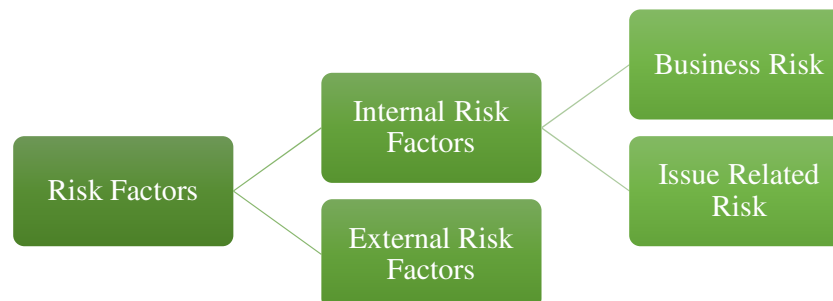 Risk Factors
Internal Risk
Factors
External Risk
Factors
Business Risk
Issue Related
Risk